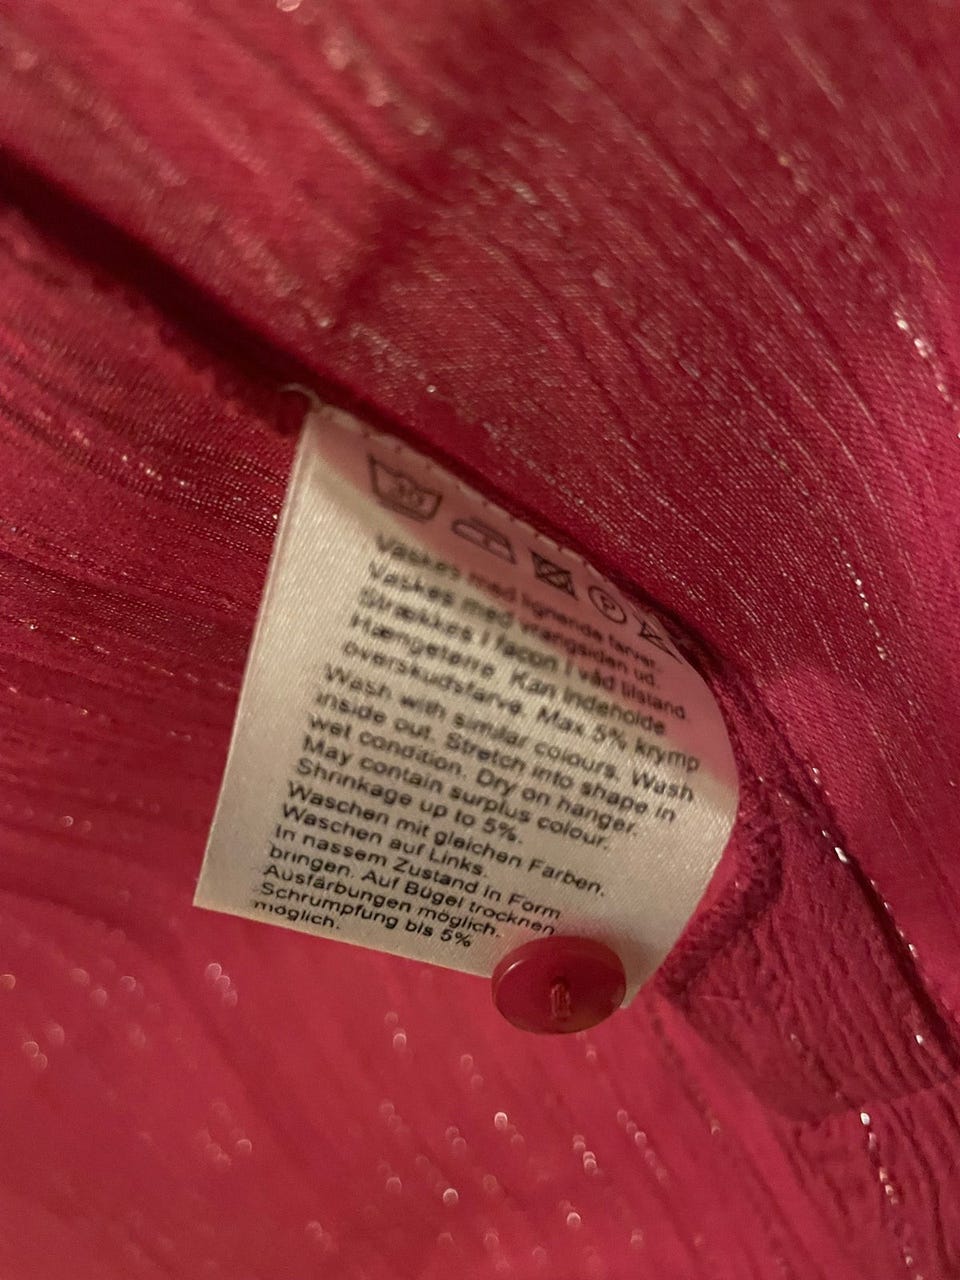 Vaskes med lignende farver.
Vaskes med vrangsiden ud.
Strækkes i facon i våd tilstand.
Hængetørre. Kan indeholde
overskudsfarve. Max 5% krymp
Wash with similar colours. Wash
inside out. Stretch into shape in
wet condition. Dry on hanger.
May contain surplus colour.
Shrinkage up to 5%.
Waschen mit gleichen Farben.
Waschen auf Links.
In nassem Zustand in Form
bringen. Auf Bügel trocknen
Ausfärbungen möglich.
Schrumpfung bis 5%
möglich.